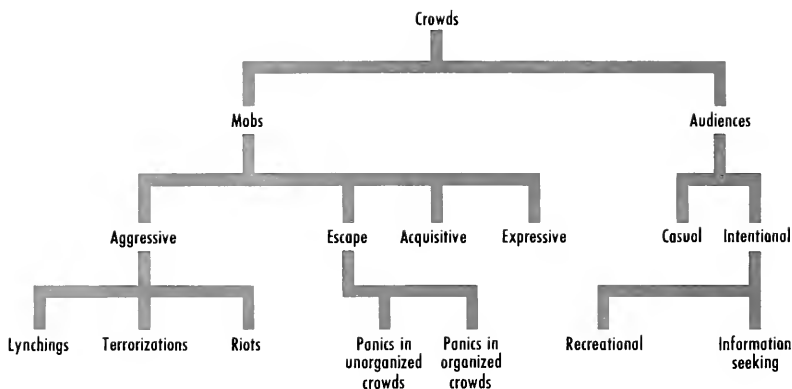 Crowds
Mobs
Audiences
Aggressive
Escape
Acquisitive
Expressive
Casual
Intentional
Lynchings
Terrorizations
Riots
Panics in
unorganized
crowds
Panics in
organized
crowds
Recreational
Information
seeking